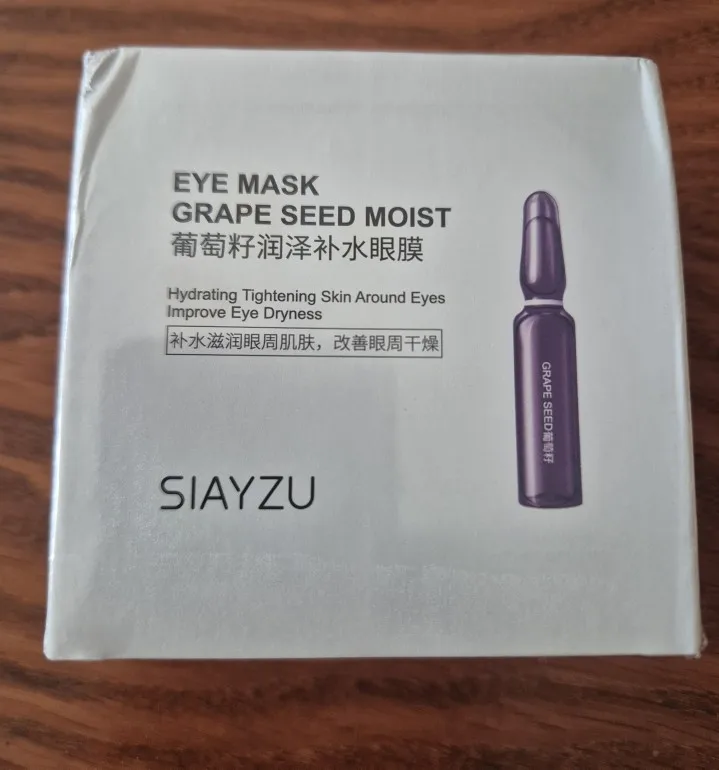 EYE MASK
GRAPE SEED MOIST
葡萄籽润泽补水眼膜
Hydrating Tightening Skin Around Eyes
Improve Eye Dryness
补水滋润眼周肌肤，改善眼周干燥
SIAYZU
GRAPE SEED葡萄籽